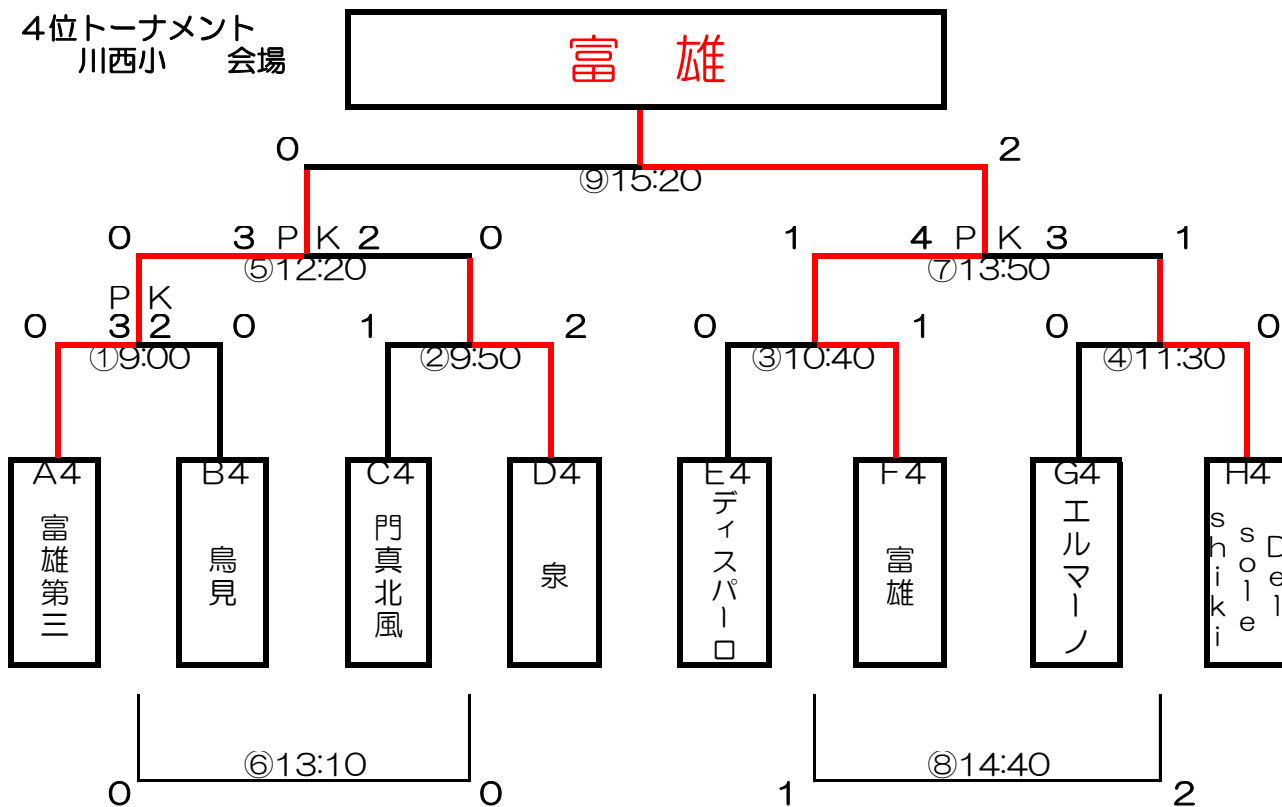 4位トーナメント
川西小 会場
富 雄
0 2
⑨15:20
0 3 PK 2 0 1 4 PK 3 1
⑤12:20 ⑦13:50
PK
0 3 2 0 1 2 0 1 0 0
①9:00 ②9:50 ③10:40 ④11:30
A4 B4 C4 D4 E4 F4 G4 H4
富雄第三
鳥見
門真北風
泉
ディスパーロ
富雄
エルマーノ
Del
sole
shiki
⑥13:10 ⑧14:40
0 0 1 2